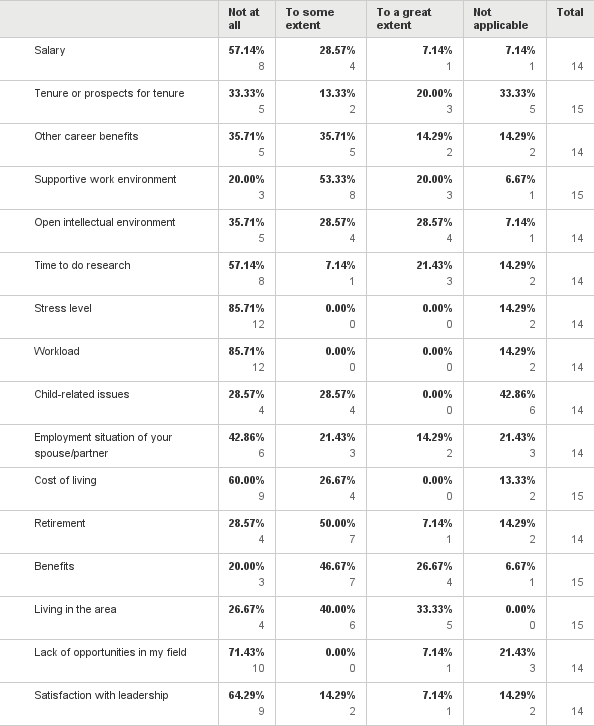 Not at all To some extent To a great extent Not applicable Total
Salary 57.14% 28.57% 7.14% 7.14%
8 4 1 1 14
Tenure or prospects for tenure 33.33% 13.33% 20.00% 33.33%
5 2 3 5 15
Other career benefits 35.71% 35.71% 14.29% 14.29%
5 5 2 2 14
Supportive work environment 20.00% 53.33% 20.00% 6.67%
3 8 3 1 15
Open intellectual environment 35.71% 28.57% 28.57% 7.14%
5 4 4 1 14
Time to do research 57.14% 7.14% 21.43% 14.29%
8 1 3 2 14
Stress level 85.71% 0.00% 0.00% 14.29%
12 0 0 2 14
Workload 85.71% 0.00% 0.00% 14.29%
12 0 0 2 14
Child-related issues 28.57% 28.57% 0.00% 42.86%
4 4 0 6 14
Employment situation of your 42.86% 21.43% 14.29% 21.43%
spouse/partner 6 3 2 3 14
Cost of living 60.00% 26.67% 0.00% 13.33%
9 4 0 2 15
Retirement 28.57% 50.00% 7.14% 14.29%
4 7 1 2 14
Benefits 20.00% 46.67% 26.67% 6.67%
3 7 4 1 15
Living in the area 26.67% 40.00% 33.33% 0.00%
4 6 5 0 15
Lack of opportunities in my field 71.43% 0.00% 7.14% 21.43%
10 0 1 3 14
Satisfaction with leadership 64.29% 14.29% 7.14% 14.29%
9 2 1 2 14